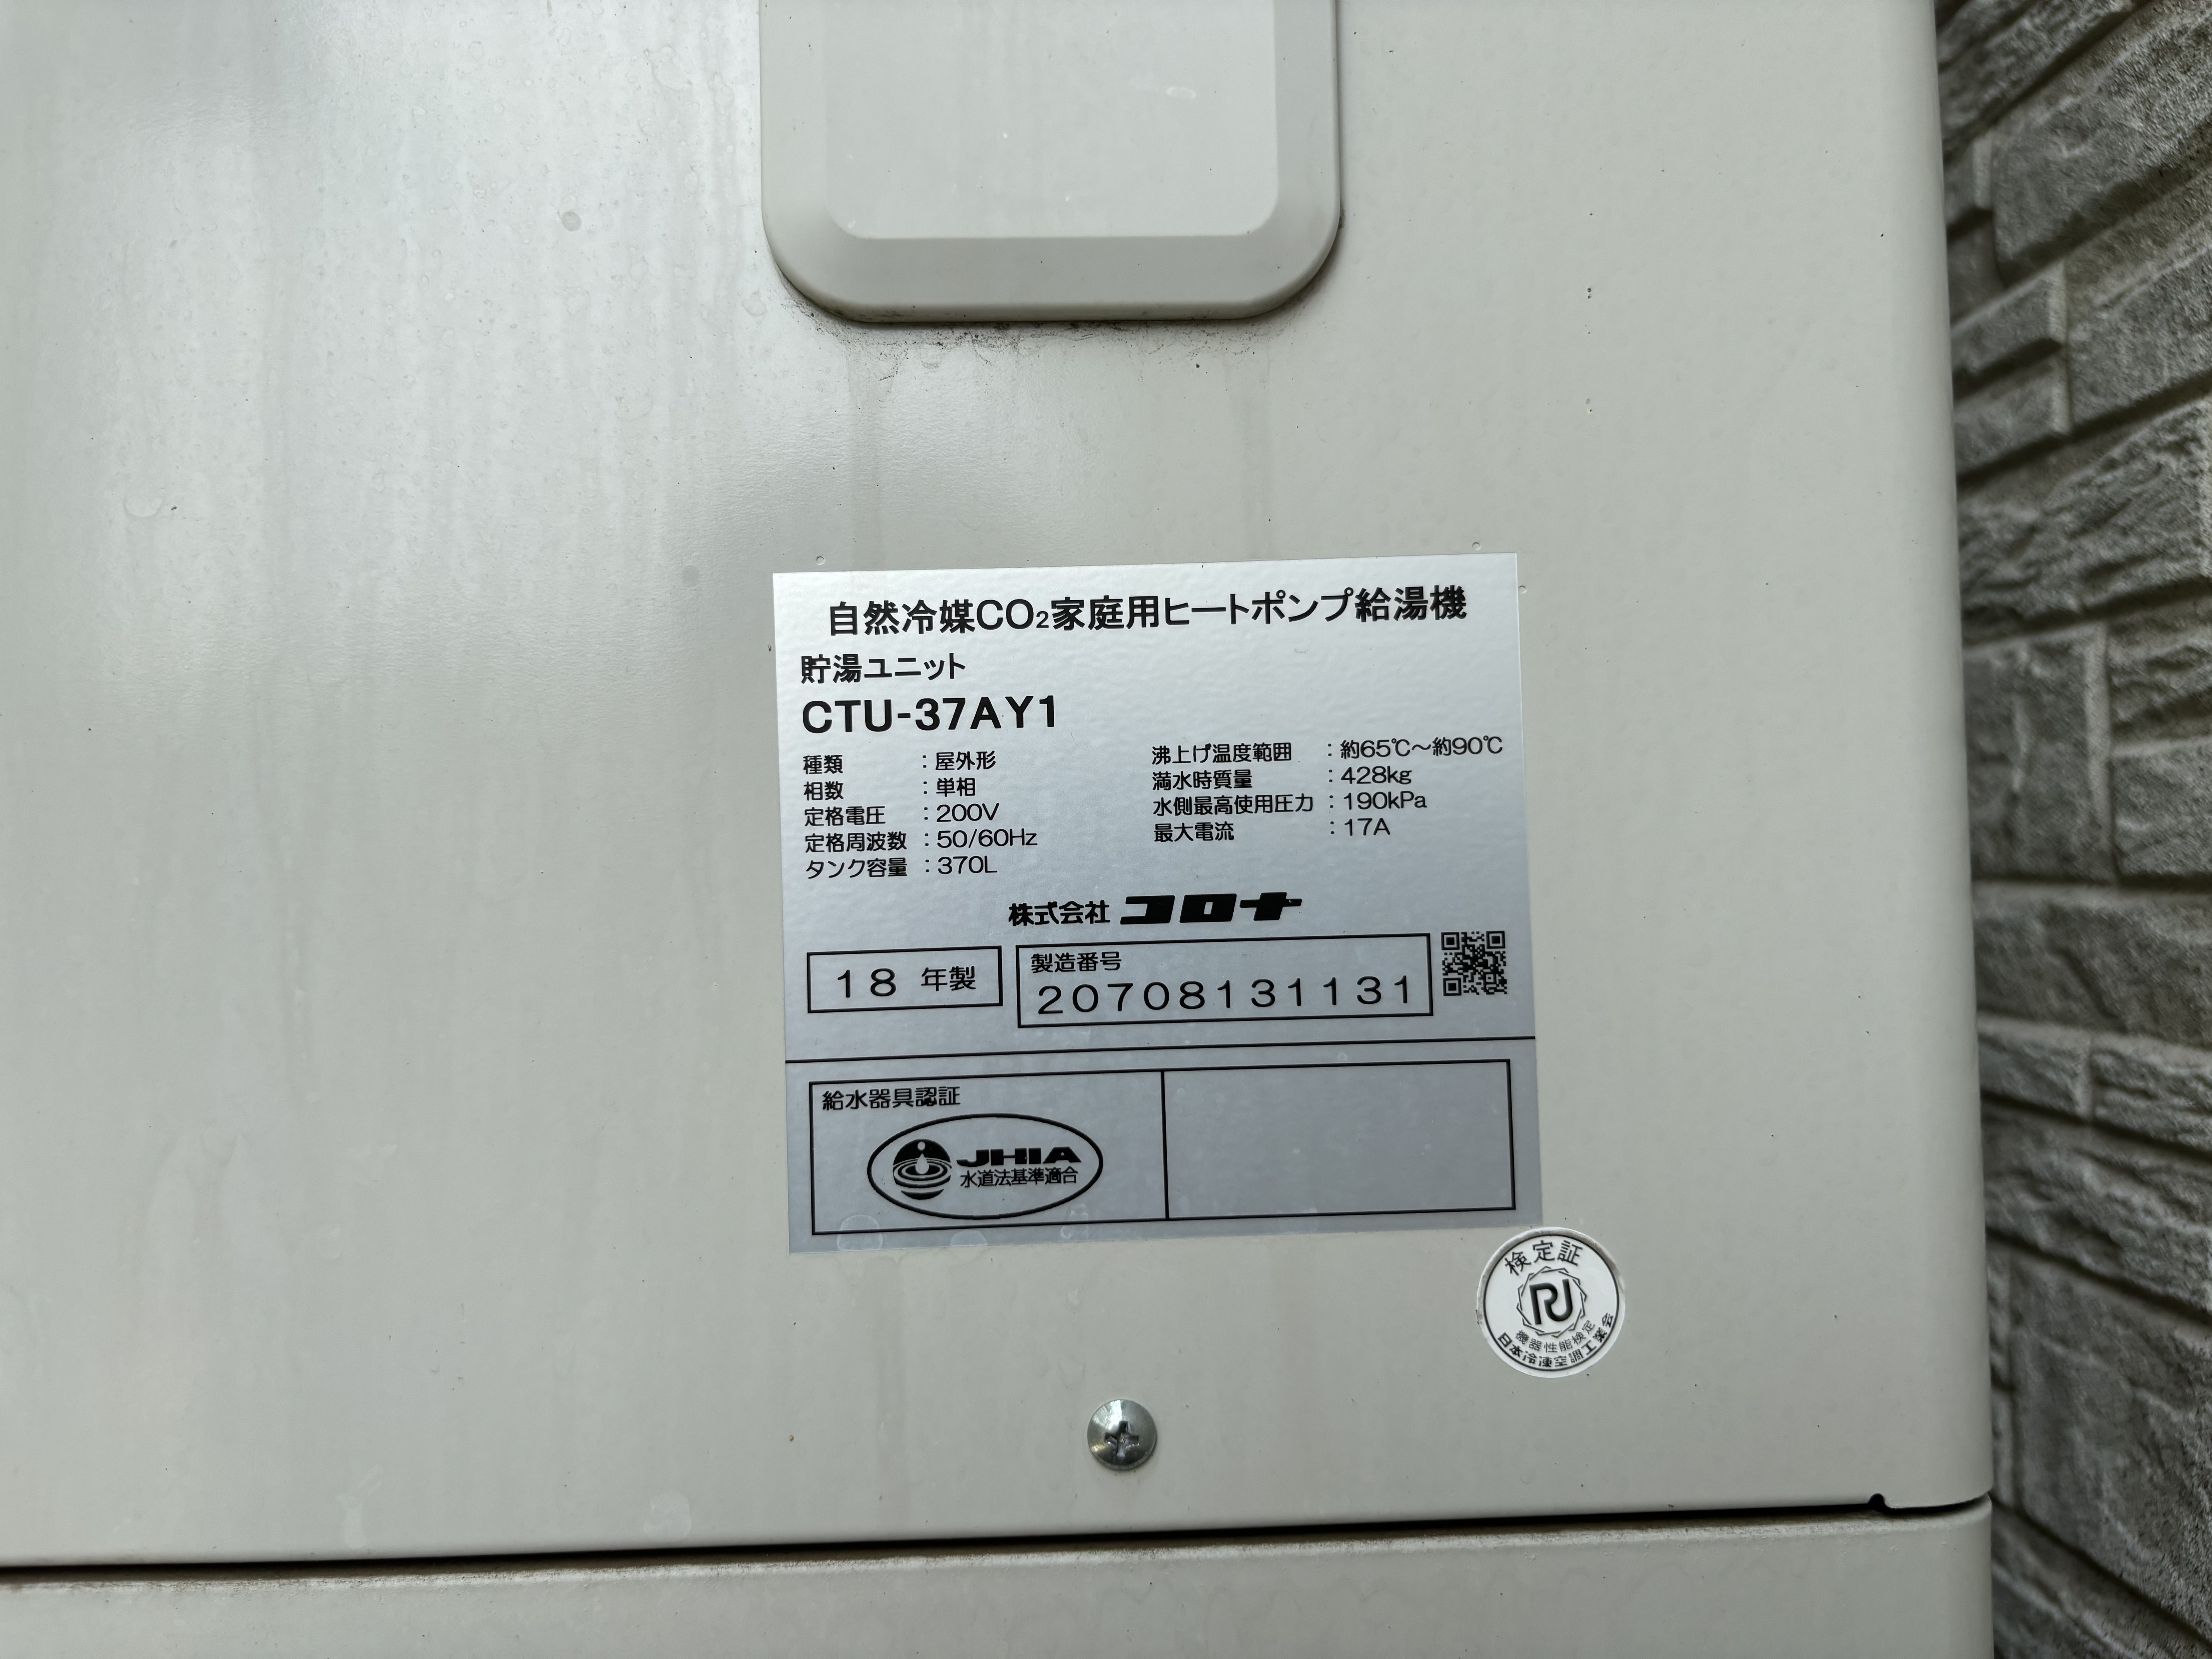 自然冷媒CO₂家庭用ヒートポンプ給湯機
貯湯ユニット
CTU-37AY1
種類 : 屋外形
相数 : 単相
定格電圧 : 200V
定格周波数 : 50/60Hz
タンク容量 : 370L
沸上げ温度範囲 : 約65℃～約90℃
満水時質量 : 428kg
水側最高使用圧力 : 190kPa
最大電流 : 17A
株式会社 コロナ
18 年製
製造番号
20708131131
給水器具認証
JHIA
水道法基準適合
検定証
RJ
機器性能検定
日本冷凍空調工業会